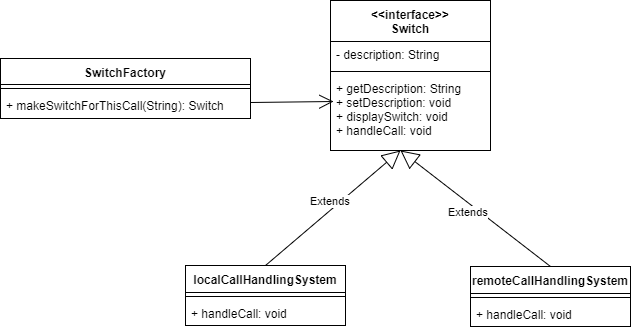 <<interface>>
Switch
- description: String
+ getDescription: String
+ setDescription: void
+ displaySwitch: void
+ handleCall: void
SwitchFactory
+ makeSwitchForThisCall(String): Switch
Extends
Extends
localCallHandlingSystem
+ handleCall: void
remoteCallHandlingSystem
+ handleCall: void